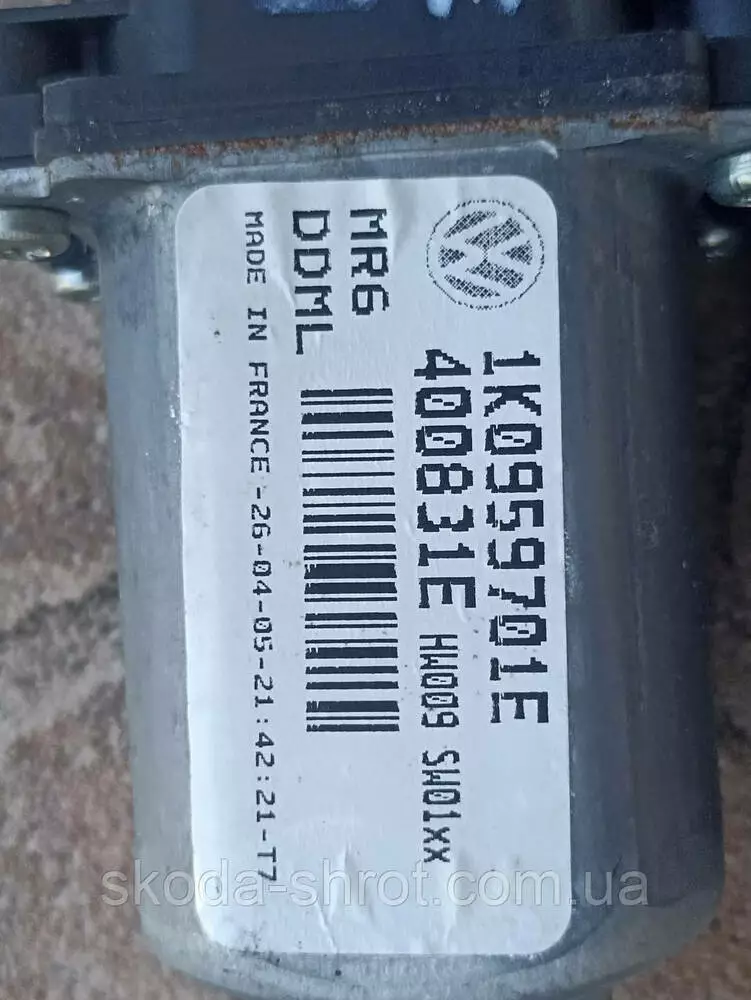 1K0959701E
400831E HW009 SW01xx
MR6
DDML
MADE IN FRANCE-26-04-05-21:42:21-T7
skoda-shrot.com.ua